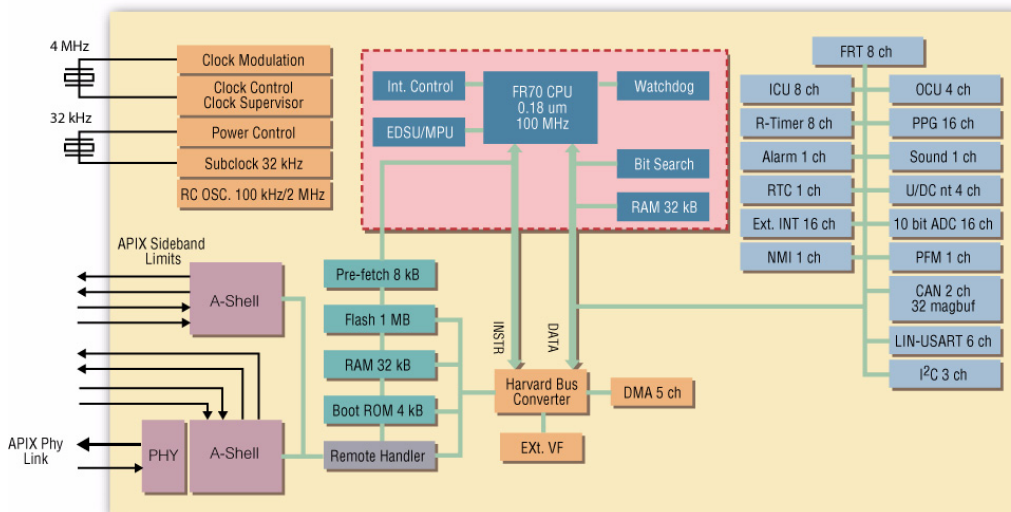 4 MHz
32 kHz
Clock Modulation
Clock Control
Clock Supervisor
Power Control
Subclock 32 kHz
RC OSC. 100 kHz/2 MHz
Int. Control
EDSU/MPU
FR70 CPU
0.18 um
100 MHz
Watchdog
Bit Search
RAM 32 kB
FRT 8 ch
ICU 8 ch
OCU 4 ch
R-Timer 8 ch
PPG 16 ch
Alarm 1 ch
Sound 1 ch
RTC 1 ch
U/DC nt 4 ch
Ext. INT 16 ch
10 bit ADC 16 ch
NMI 1 ch
PFM 1 ch
CAN 2 ch
32 magbuf
LIN-USART 6 ch
I²C 3 ch
APIX Sideband
Limits
A-Shell
Pre-fetch 8 kB
Flash 1 MB
RAM 32 kB
Boot ROM 4 kB
Remote Handler
INSTR
DATA
Harvard Bus
Converter
DMA 5 ch
EXt. VF
APIX Phy
Link
PHY
A-Shell